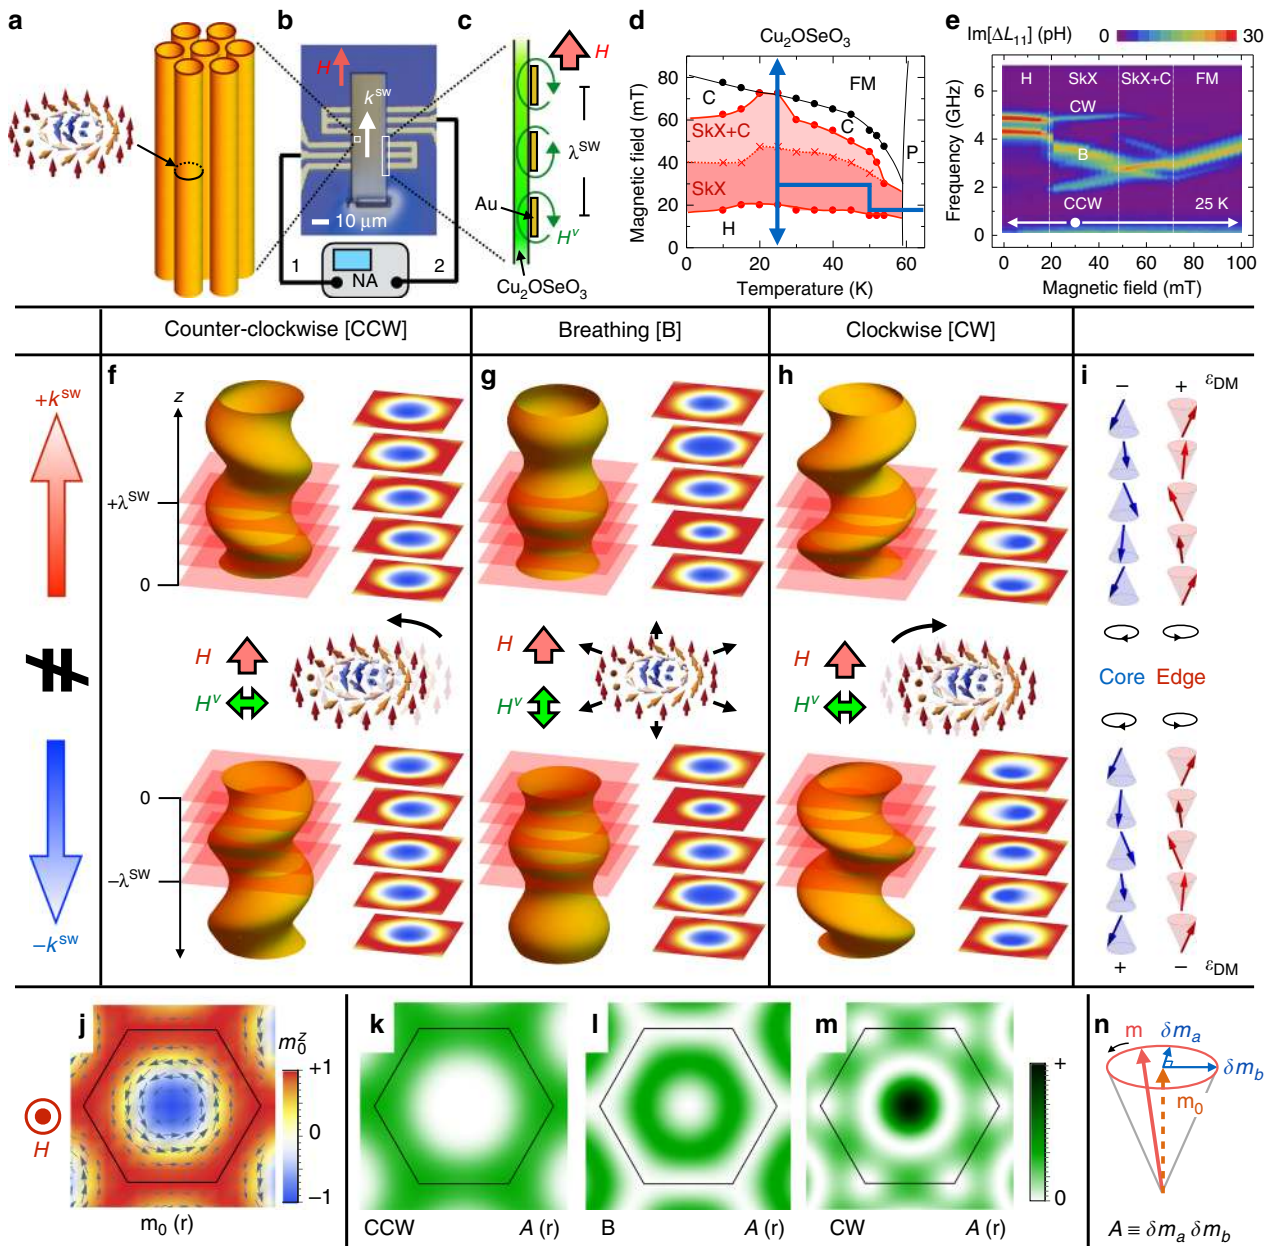 a
b
H
k^SW
10 μm
1
NA
2
c
H
λ^SW
Au
H^ν
Cu₂OSeO₃
d
Cu₂OSeO₃
Magnetic field (mT)
80
60
40
20
0
C
FM
SkX+C
C
P
SkX
H
0
20
40
60
Temperature (K)
e
Im[ΔL₁₁] (pH)
0
30
Frequency (GHz)
6
4
2
0
H
SkX
SkX+C
FM
CW
B
CCW
25 K
0
20
40
60
80
100
Magnetic field (mT)
Counter-clockwise [CCW]
Breathing [B]
Clockwise [CW]
+k^SW
f
z
+λ^SW
0
g
h
i
−
+
ε_DM
H
H^ν
H
H^ν
H
H^ν
Core
Edge
0
−λ^SW
−k^SW
+
−
ε_DM
j
m₀^z
+1
0
−1
H
m₀ (r)
k
CCW
A (r)
l
B
A (r)
m
CW
A (r)
+
0
n
m
δm_a
δm_b
m₀
A ≡ δm_a δm_b